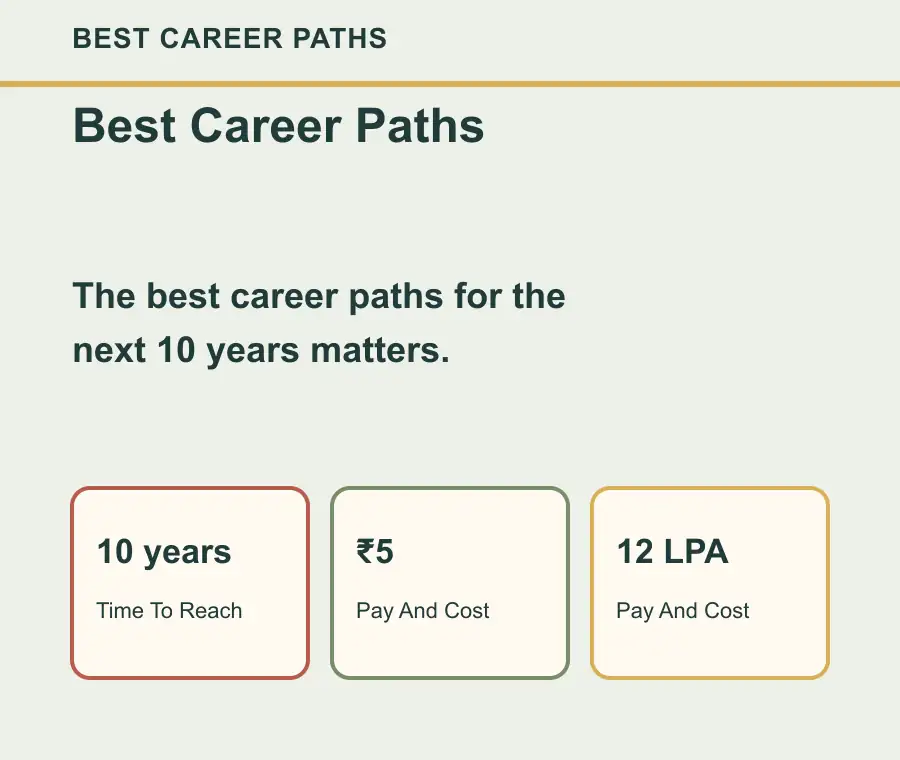 BEST CAREER PATHS
Best Career Paths
The best career paths for the
next 10 years matters.
10 years
Time To Reach
₹5
Pay And Cost
12 LPA
Pay And Cost